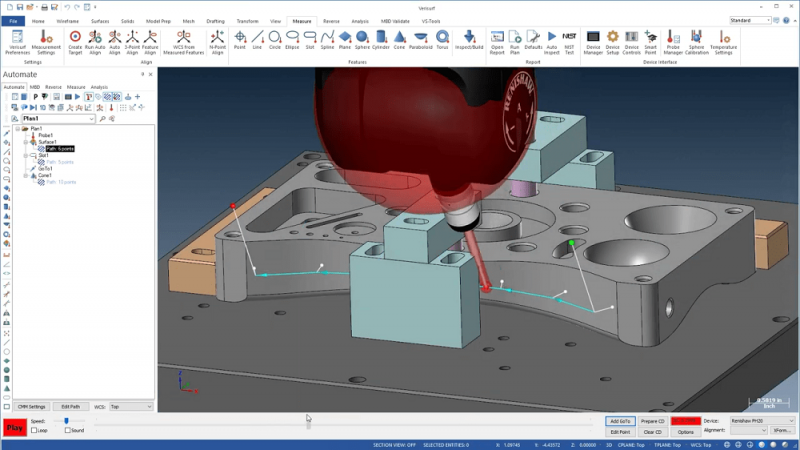 Verisurf
File Home Wireframe Surfaces Solids Model Prep Mesh Drafting Transform View Measure Reverse Analysis MBD Validate VS-Tools
Standard
Verisurf Preferences Measurement Settings Create Target Run Auto Align Auto Align 3-Point Align Feature Align WCS from Measured Features N-Point Align Point Line Circle Ellipse Slot Spline Plane Sphere Cylinder Cone Paraboloid Torus Inspect/Build Open Report Run Plan Defaults Auto Inspect NIST Test Device Manager Device Setup Device Controls Smart Point Probe Manager Sphere Calibration Temperature Settings
Settings Align Features Report Device Interface
Automate
Automate MBD Reverse Measure Analysis
Plan1
Plan1
Probe1
Surface1
Path: 6 points
Slot1
Path: 5 points
GoTo1
Cone1
Path: 10 points
RENISHAW
A
CMM Settings Edit Path WCS: Top
Inch
Play
Speed:
Loop Sound
Add GoTo Prepare CD Device: Renishaw PH20
Edit Point Clear CD Options Alignment: XForm...
SECTION VIEW: OFF SELECTED ENTITIES: 0 X: 1.09745 Y: -4.43572 Z: 0.00000 3D CPLANE: Top TPLANE: Top WCS: Top